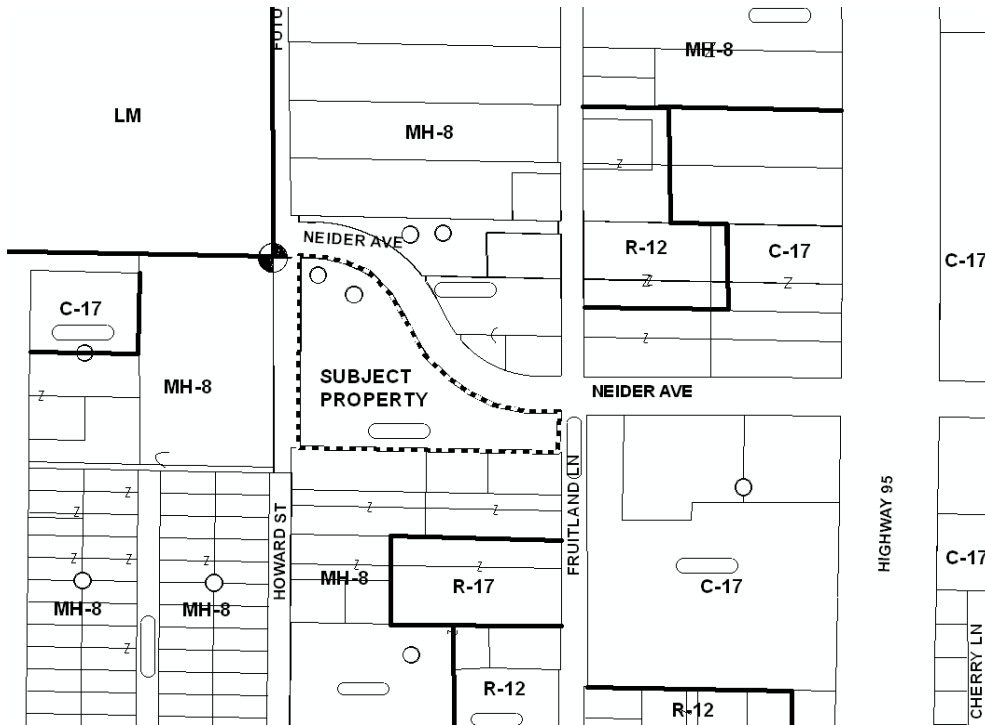 MH-8
LM
MH-8
NEIDER AVE
R-12
C-17
C-17
C-17
MH-8
SUBJECT
PROPERTY
NEIDER AVE
FRUITLAND LN
HOWARD ST
HIGHWAY 95
MH-8
R-17
C-17
C-17
MH-8
MH-8
R-12
R-12
CHERRY LN